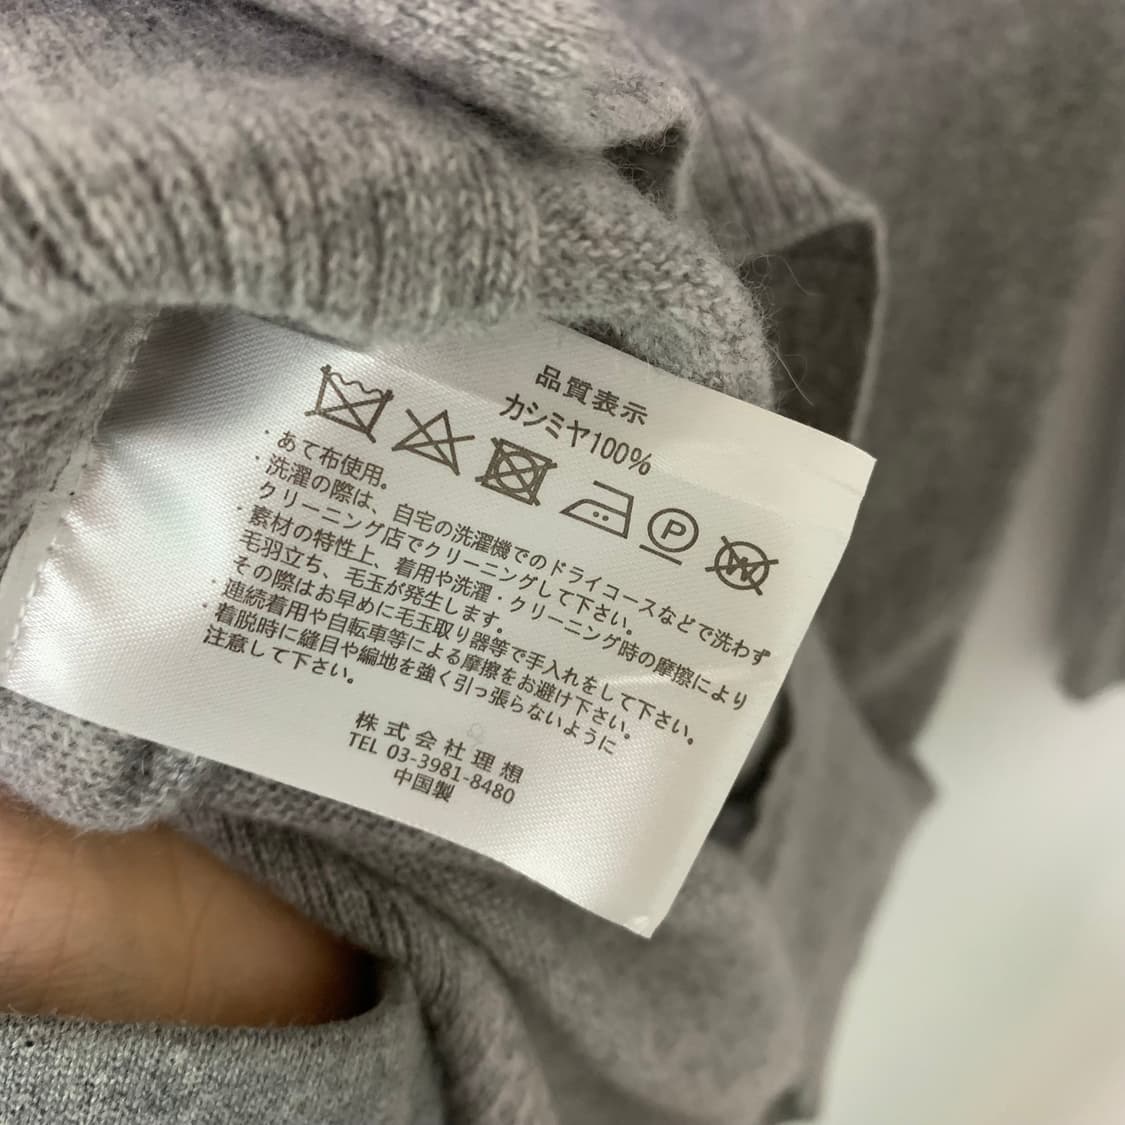 品質表示
カシミヤ100%
P
W
・あて布使用。
・洗濯の際は、自宅の洗濯機でのドライコースなどで洗わず
クリーニング店でクリーニングして下さい。
・素材の特性上、着用や洗濯・クリーニング時の摩擦により
毛羽立ち、毛玉が発生します。
その際はお早めに毛玉取り器等で手入れをして下さい。
・連続着用や自転車等による摩擦をお避け下さい。
・着脱時に縫目や編地を強く引っ張らないように
注意して下さい。
株式会社理想
TEL 03-3981-8480
中国製